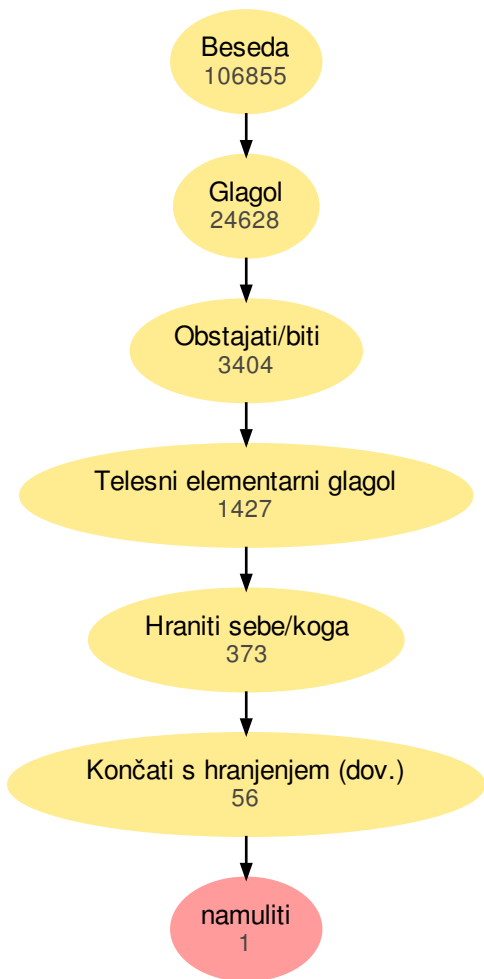 Beseda
106855
Glagol
24628
Obstajati/biti
3404
Telesni elementarni glagol
1427
Hraniti sebe/koga
373
Končati s hranjenjem (dov.)
56
namuliti
1